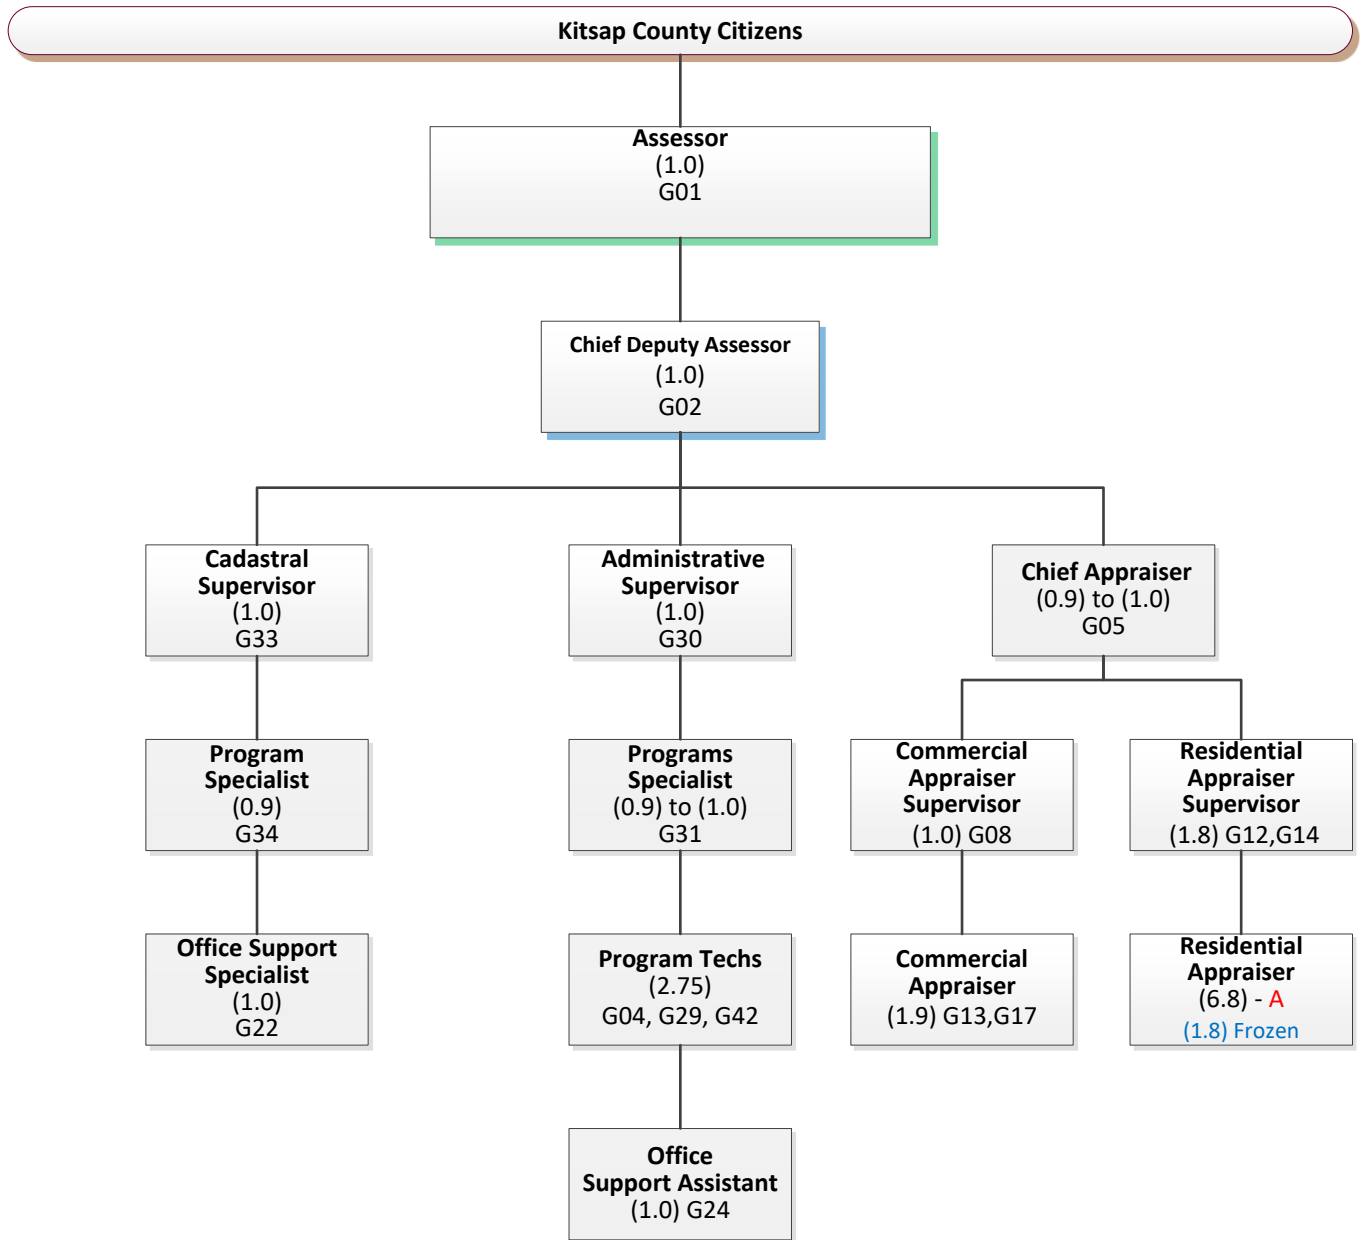 Kitsap County Citizens
Assessor
(1.0)
G01
Chief Deputy Assessor
(1.0)
G02
Cadastral
Supervisor
(1.0)
G33
Administrative
Supervisor
(1.0)
G30
Chief Appraiser
(0.9) to (1.0)
G05
Program
Specialist
(0.9)
G34
Programs
Specialist
(0.9) to (1.0)
G31
Commercial
Appraiser
Supervisor
(1.0) G08
Residential
Appraiser
Supervisor
(1.8) G12,G14
Office Support
Specialist
(1.0)
G22
Program Techs
(2.75)
G04, G29, G42
Commercial
Appraiser
(1.9) G13,G17
Residential
Appraiser
(6.8) - A
(1.8) Frozen
Office
Support Assistant
(1.0) G24